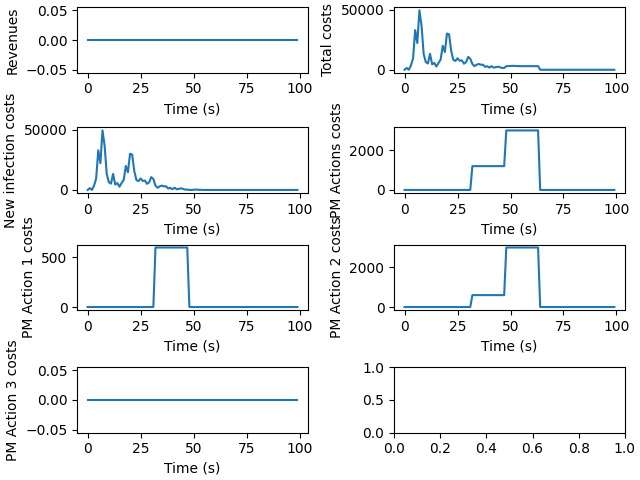 Revenues
0.05
0.00
−0.05
0 25 50 75 100
Time (s)
Total costs
50000
0
0 25 50 75 100
Time (s)
New infection costs
50000
0
0 25 50 75 100
Time (s)
PM Actions costs
2000
0
0 25 50 75 100
Time (s)
PM Action 1 costs
500
0
0 25 50 75 100
Time (s)
PM Action 2 costs
2000
0
0 25 50 75 100
Time (s)
PM Action 3 costs
0.05
0.00
−0.05
0 25 50 75 100
Time (s)
1.0
0.5
0.0
0.0 0.2 0.4 0.6 0.8 1.0